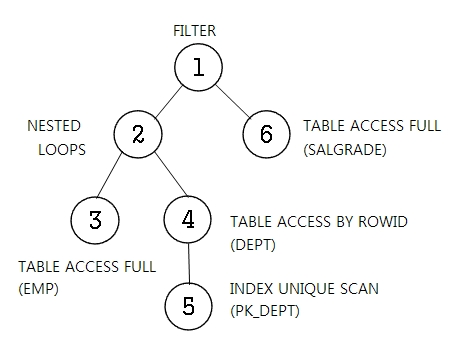 FILTER
1
NESTED
LOOPS
2
6
TABLE ACCESS FULL
(SALGRADE)
3
4
TABLE ACCESS BY ROWID
(DEPT)
TABLE ACCESS FULL
(EMP)
5
INDEX UNIQUE SCAN
(PK_DEPT)